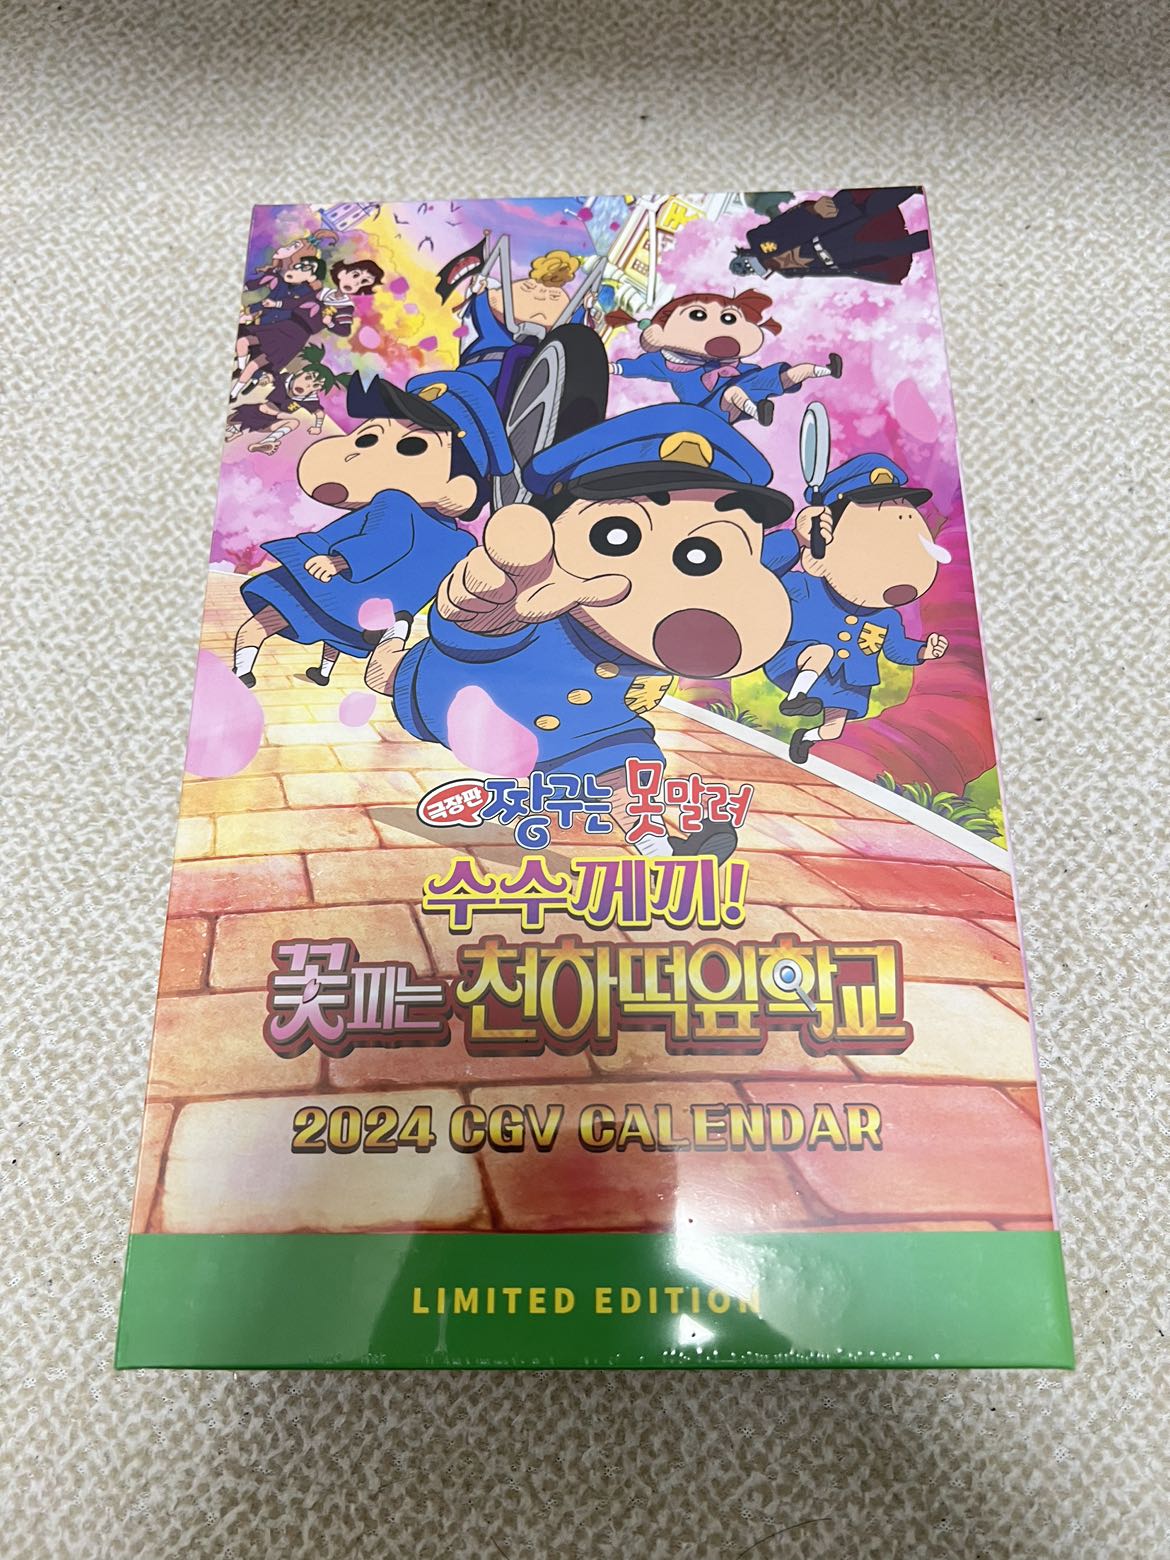 극장판 짱구는 못말려
수수께끼!
꽃피는 천하떡잎학교
2024 CGV CALENDAR
LIMITED EDITION